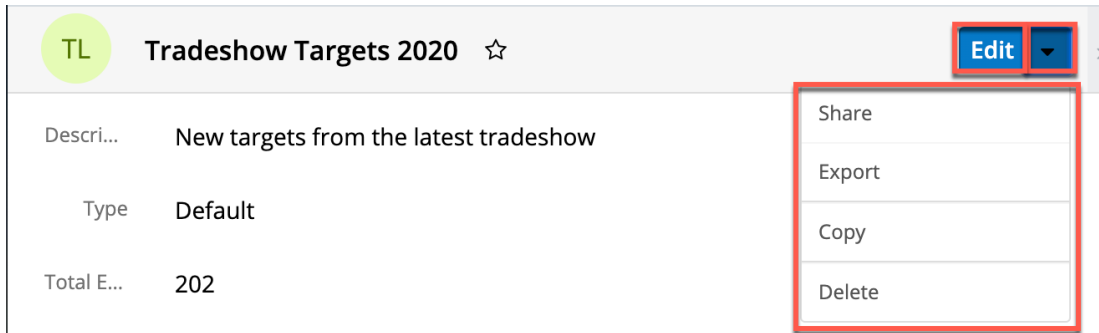 TL Tradeshow Targets 2020 Edit
Share
Descri... New targets from the latest tradeshow
Export
Type Default
Copy
Total E... 202
Delete